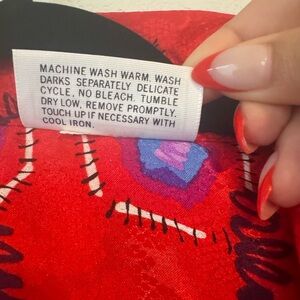 MACHINE WASH WARM. WASH
DARKS SEPARATELY DELICATE
CYCLE, NO BLEACH. TUMBLE
DRY LOW, REMOVE PROMPTLY.
TOUCH UP IF NECESSARY WITH
COOL IRON.